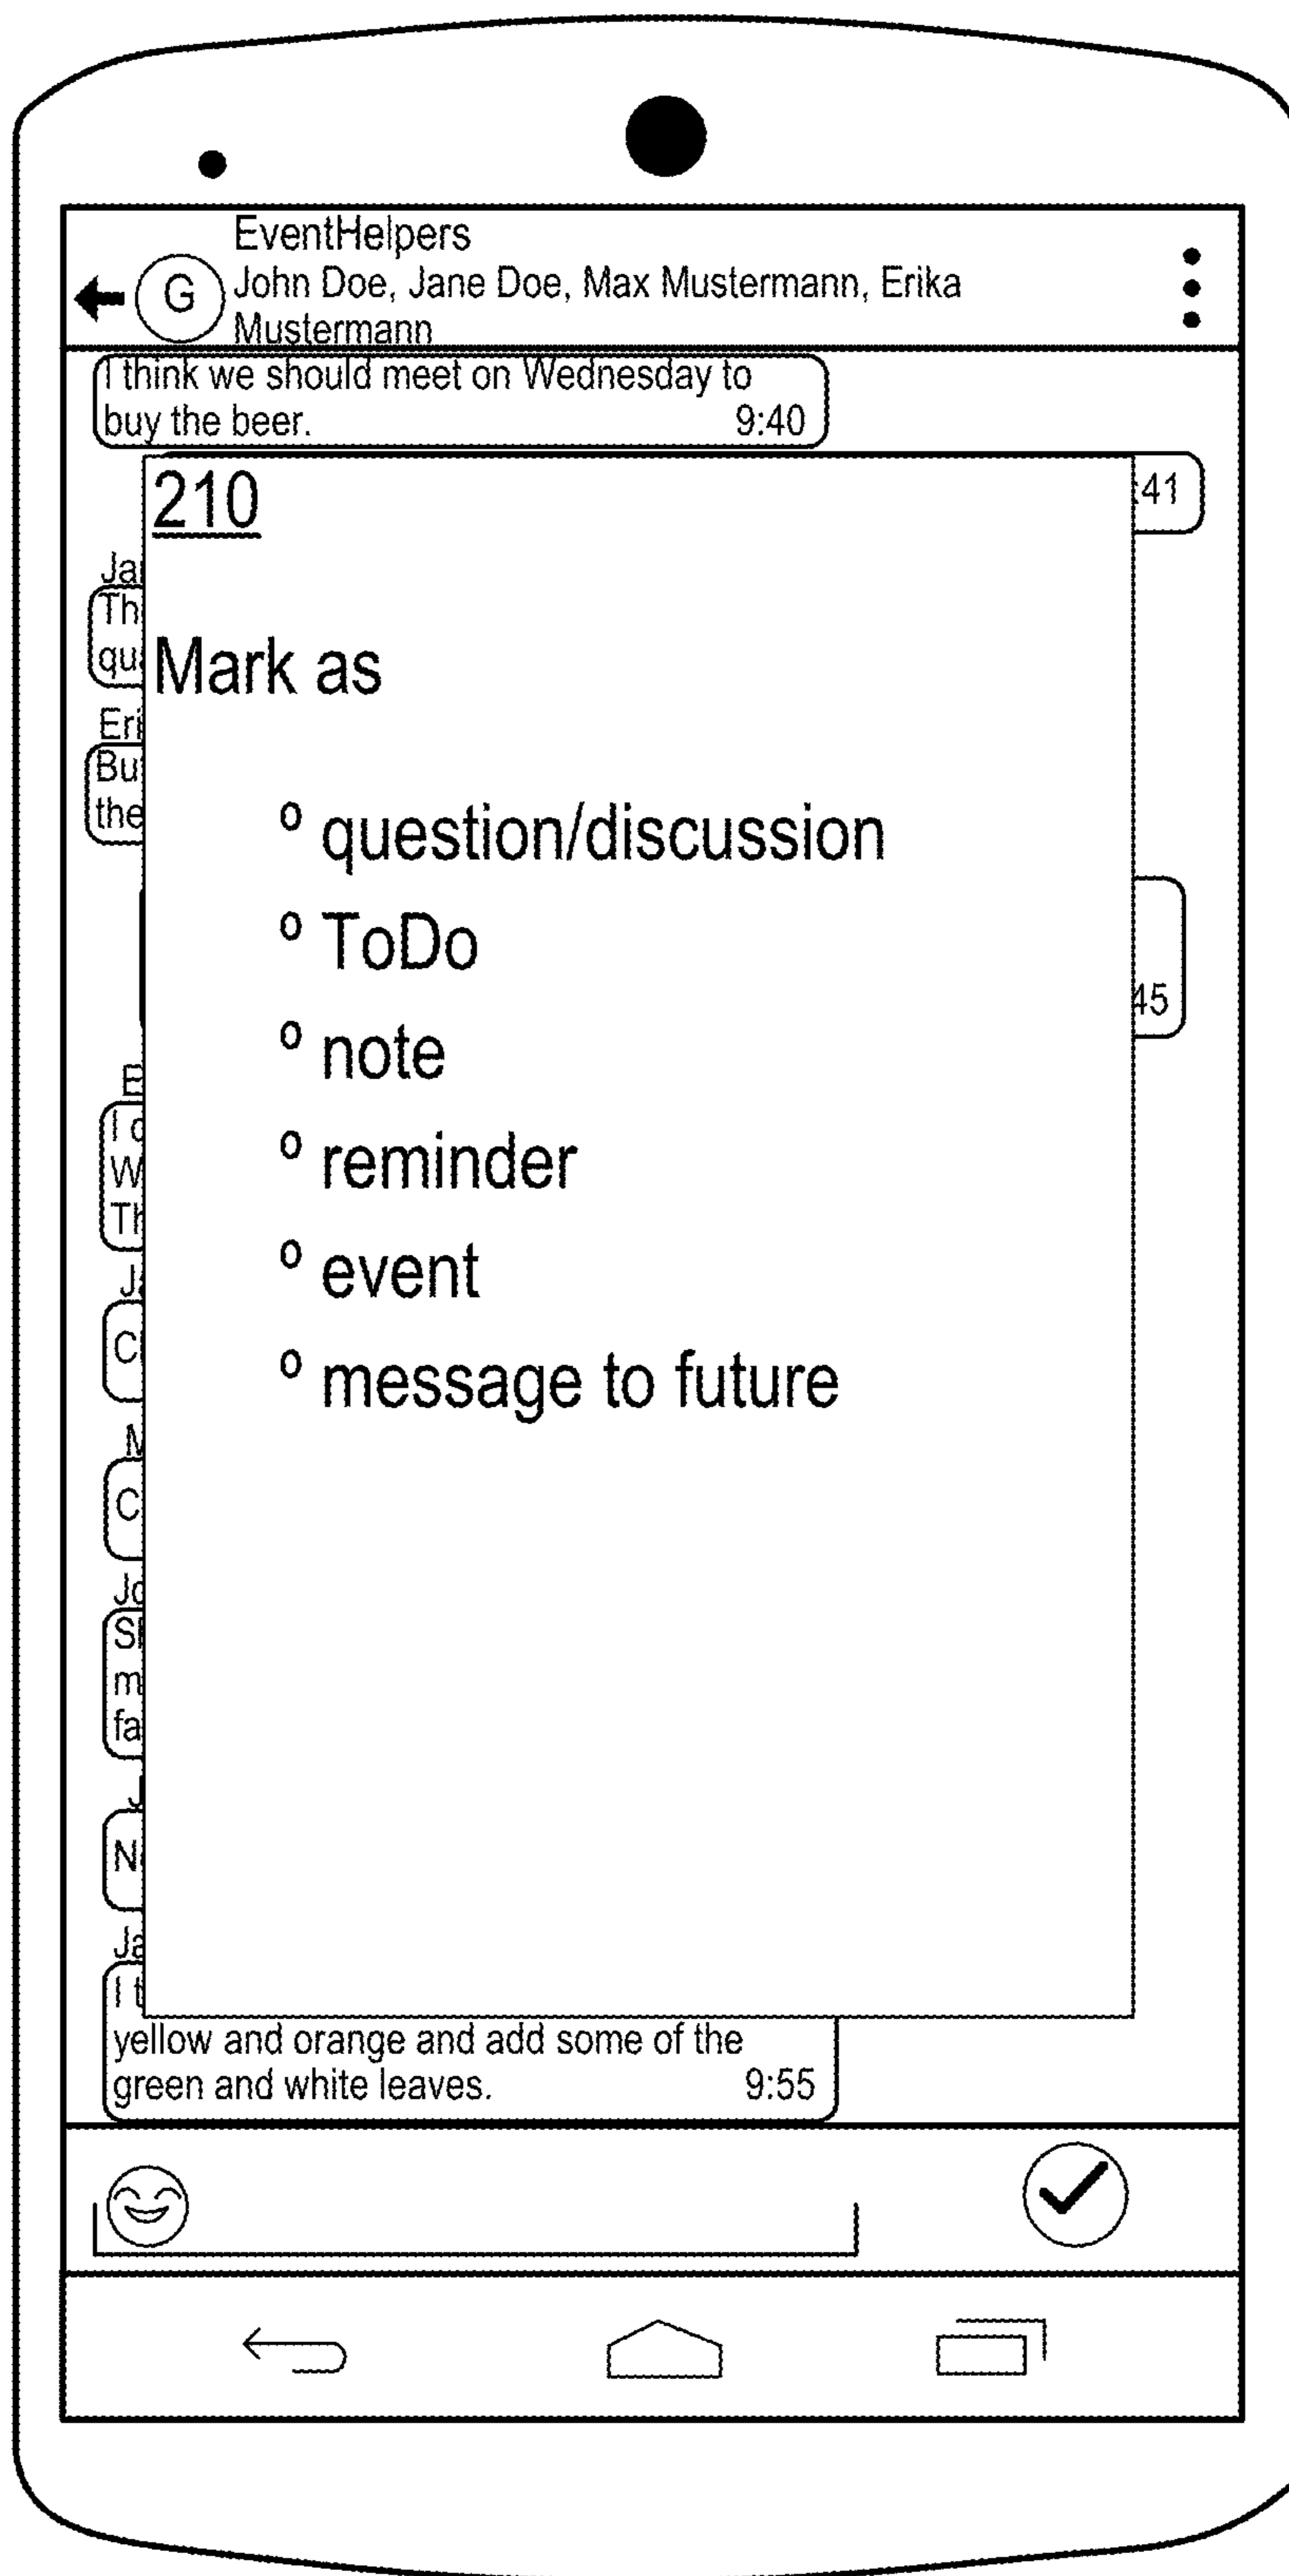 EventHelpers
G
John Doe, Jane Doe, Max Mustermann, Erika
Mustermann
I think we should meet on Wednesday to
buy the beer. 9:40
210
:41
Mark as
question/discussion
ToDo
note
45
reminder
event
message to future
yellow and orange and add some of the
green and white leaves. 9:55